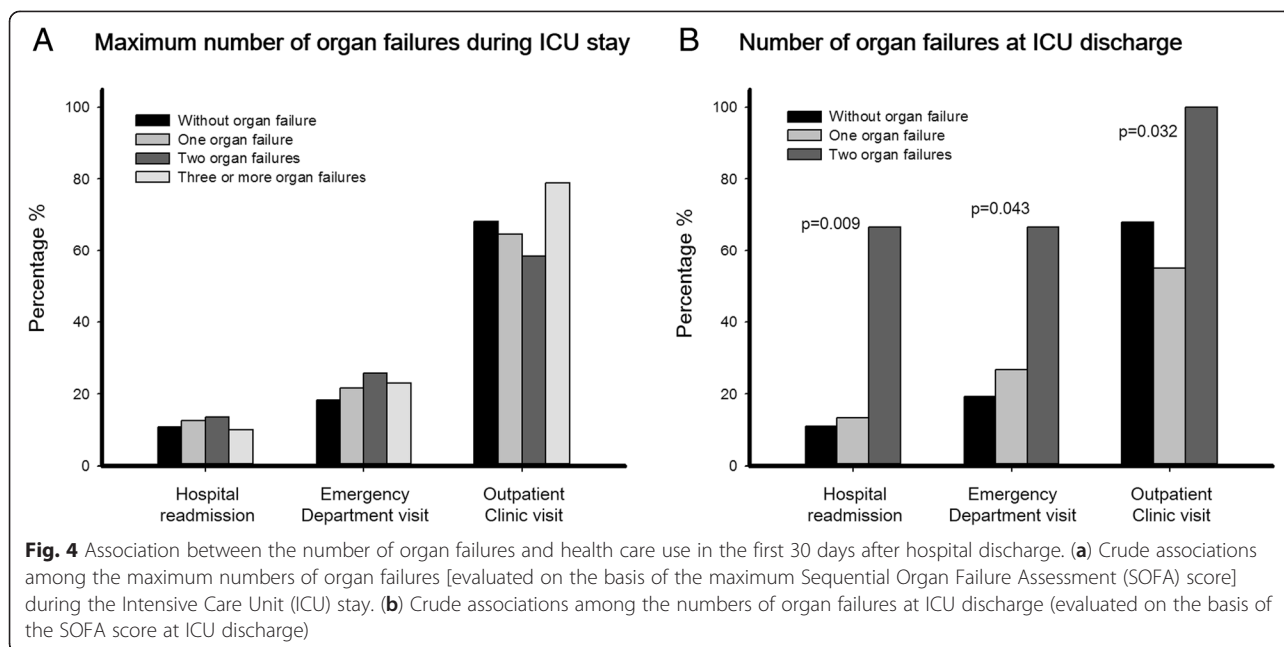 A Maximum number of organ failures during ICU stay
Percentage %
100
80
60
40
20
0
Without organ failure
One organ failure
Two organ failures
Three or more organ failures
Hospital
readmission
Emergency
Department visit
Outpatient
Clinic visit
B Number of organ failures at ICU discharge
Percentage %
100
80
60
40
20
0
Without organ failure
One organ failure
Two organ failures
p=0.009
p=0.043
p=0.032
Hospital
readmission
Emergency
Department visit
Outpatient
Clinic visit
Fig. 4 Association between the number of organ failures and health care use in the first 30 days after hospital discharge. (a) Crude associations
among the maximum numbers of organ failures [evaluated on the basis of the maximum Sequential Organ Failure Assessment (SOFA) score]
during the Intensive Care Unit (ICU) stay. (b) Crude associations among the numbers of organ failures at ICU discharge (evaluated on the basis of
the SOFA score at ICU discharge)